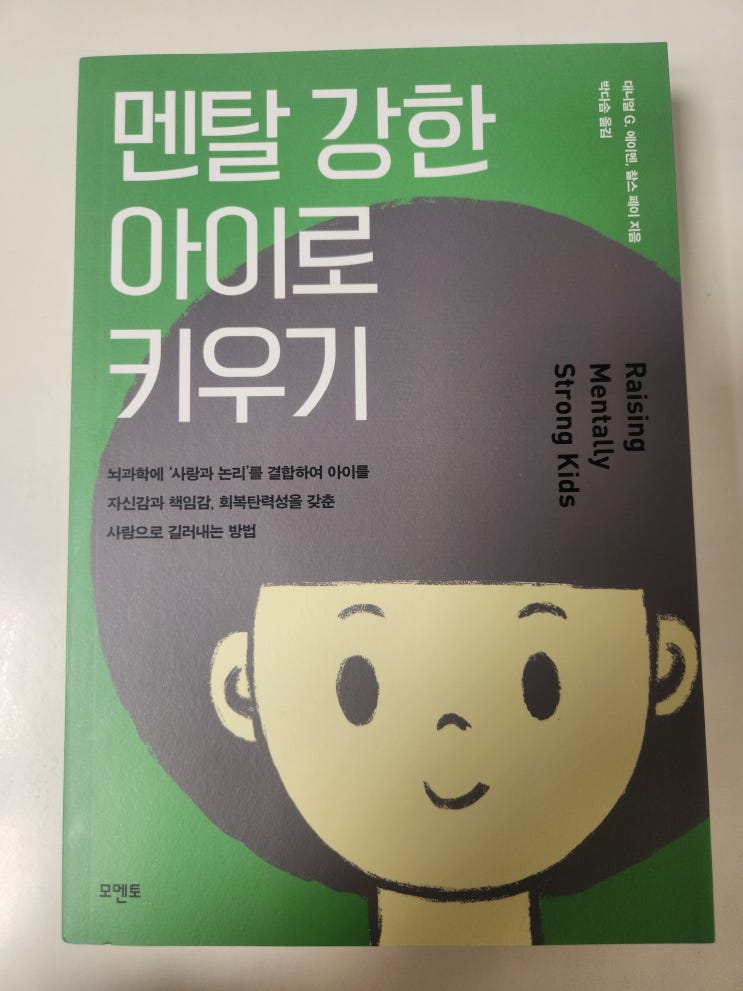 멘탈 강한
아이로
키우기
대니얼 G. 에이멘, 찰스 페이 지음
박다솜 옮김
Raising
Mentally
Strong Kids
뇌과학에 ‘사랑과 논리’를 결합하여 아이를
자신감과 책임감, 회복탄력성을 갖춘
사람으로 길러내는 방법
모멘토